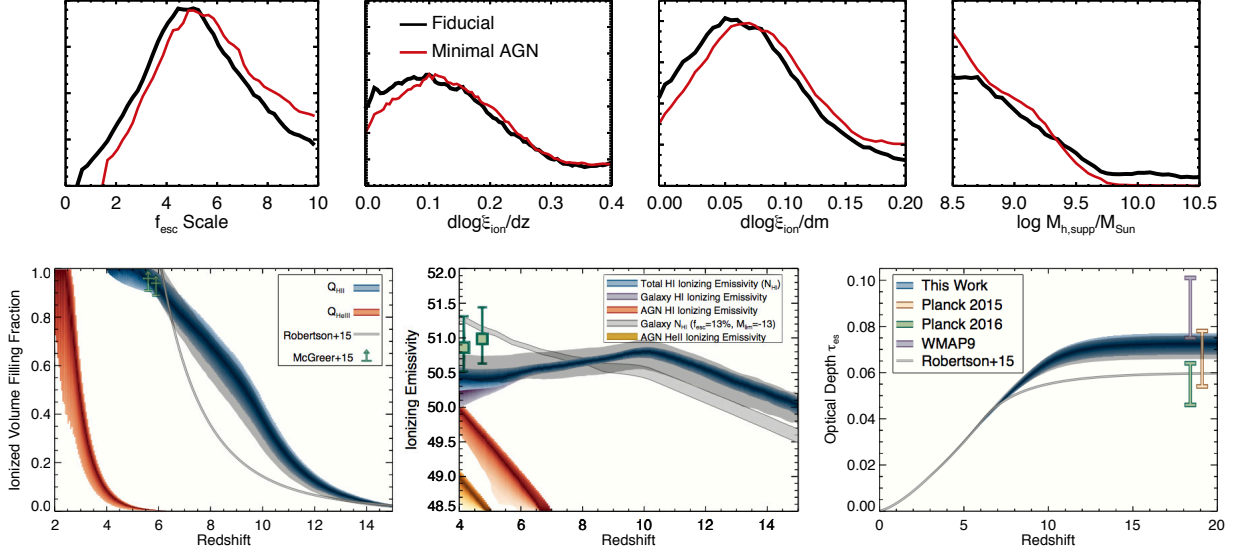 Fiducial
Minimal AGN
0 2 4 6 8 10
0.0 0.1 0.2 0.3 0.4
0.00 0.05 0.10 0.15 0.20
8.5 9.0 9.5 10.0 10.5
f_esc Scale
dlogξ_ion/dz
dlogξ_ion/dm
log M_h,supp/M_Sun
Ionized Volume Filling Fraction
1.0
0.8
0.6
0.4
0.2
0.0
Q_HII
Q_HeIII
Robertson+15
McGreer+15
2 4 6 8 10 12 14
Redshift
Ionizing Emissivity
52.0
51.5
51.0
50.5
50.0
49.5
49.0
48.5
Total HI Ionizing Emissivity (N_HI)
Galaxy HI Ionizing Emissivity
AGN HI Ionizing Emissivity
Galaxy N_HI (f_esc=13%, M_lim=-13)
AGN HeII Ionizing Emissivity
4 6 8 10 12 14
Redshift
Optical Depth τ_es
0.10
0.08
0.06
0.04
0.02
0.00
This Work
Planck 2015
Planck 2016
WMAP9
Robertson+15
0 5 10 15 20
Redshift